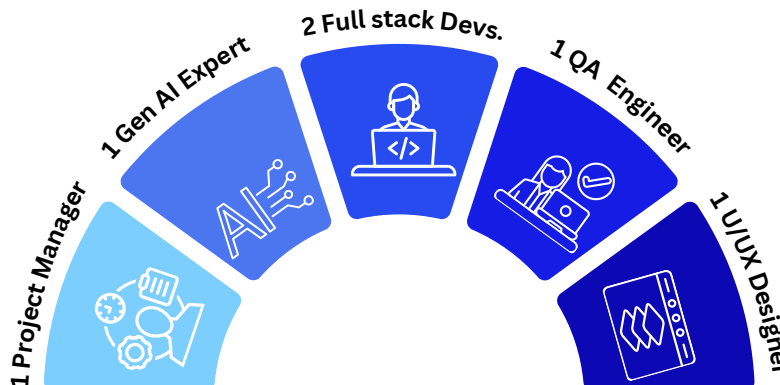 1 Project Manager
1 Gen AI Expert
2 Full stack Devs.
1 QA Engineer
1 U/UX Designer
AI
</>